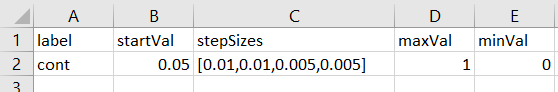 A B C D E
1 label startVal stepSizes maxVal minVal
2 cont 0.05 [0.01,0.01,0.005,0.005] 1 0
3